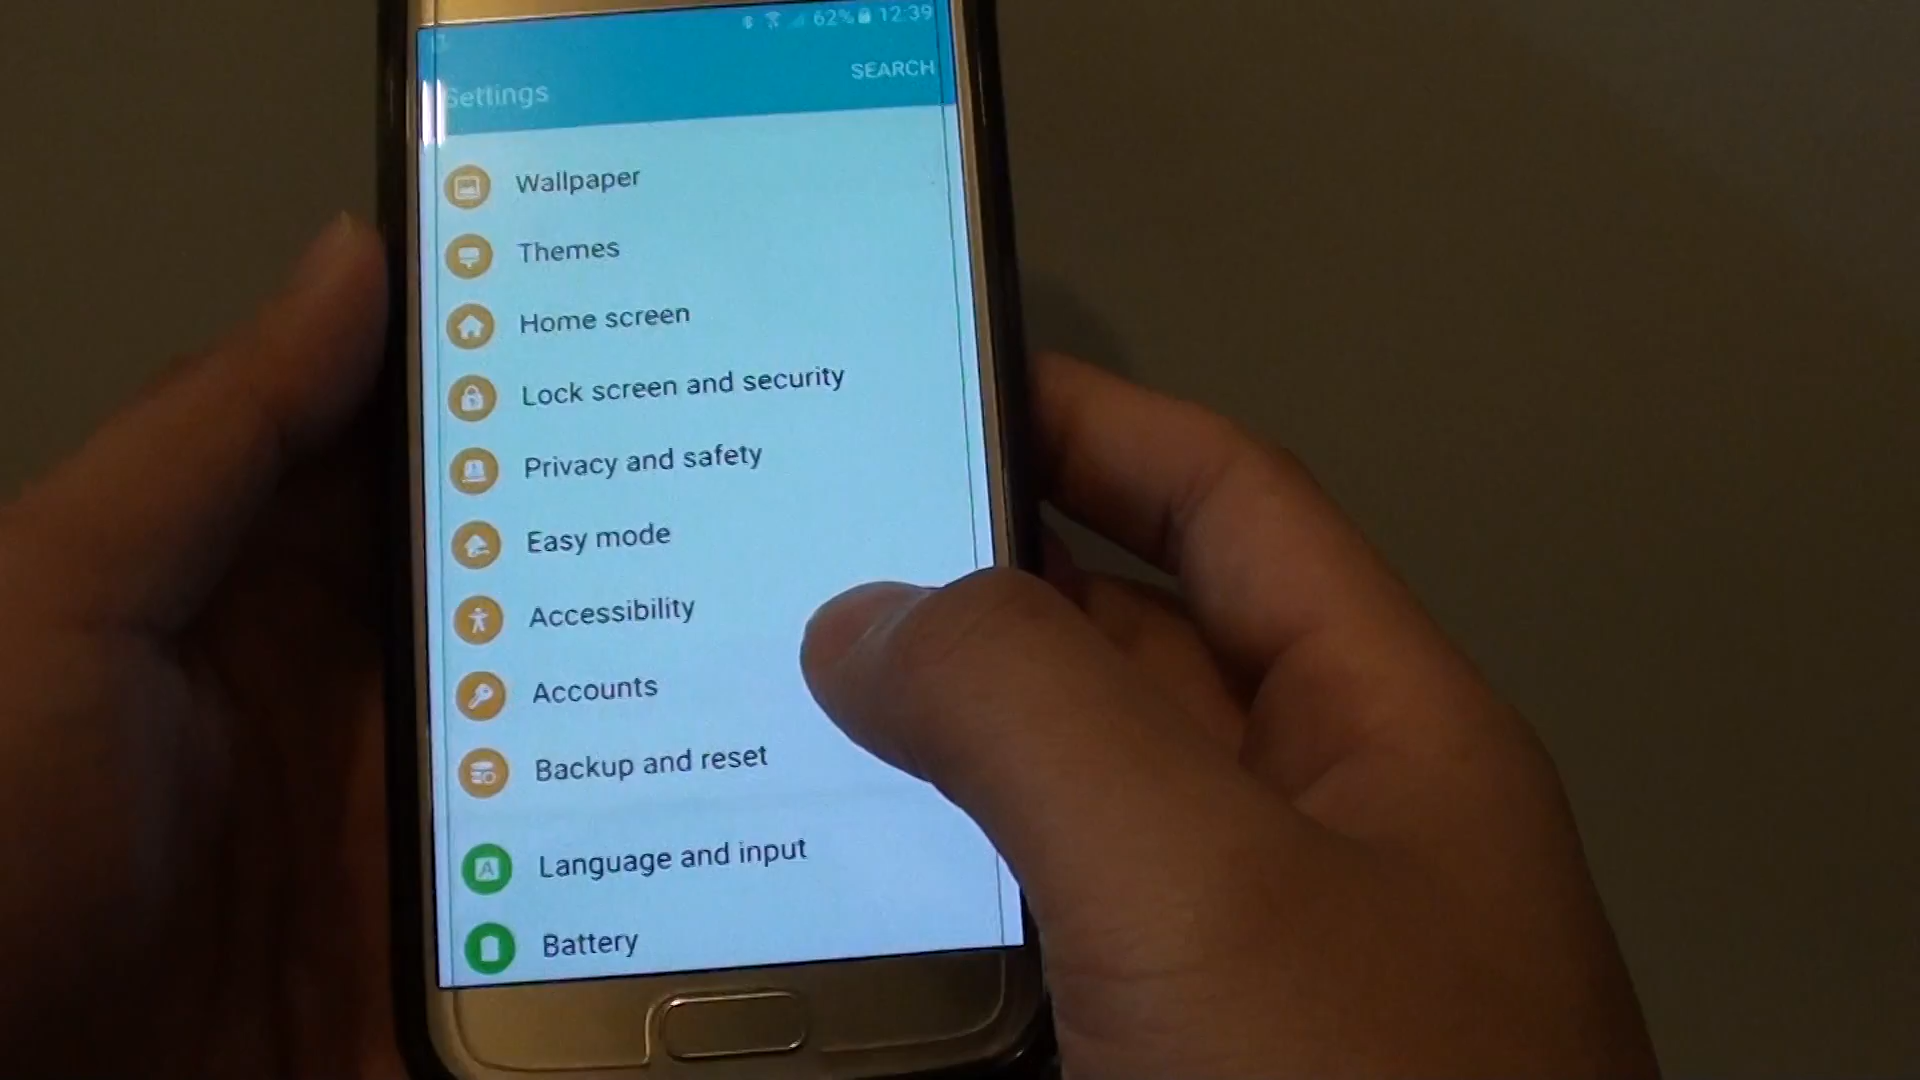 62% 12:39
SEARCH
Settings
Wallpaper
Themes
Home screen
Lock screen and security
Privacy and safety
Easy mode
Accessibility
Accounts
Backup and reset
A Language and input
Battery